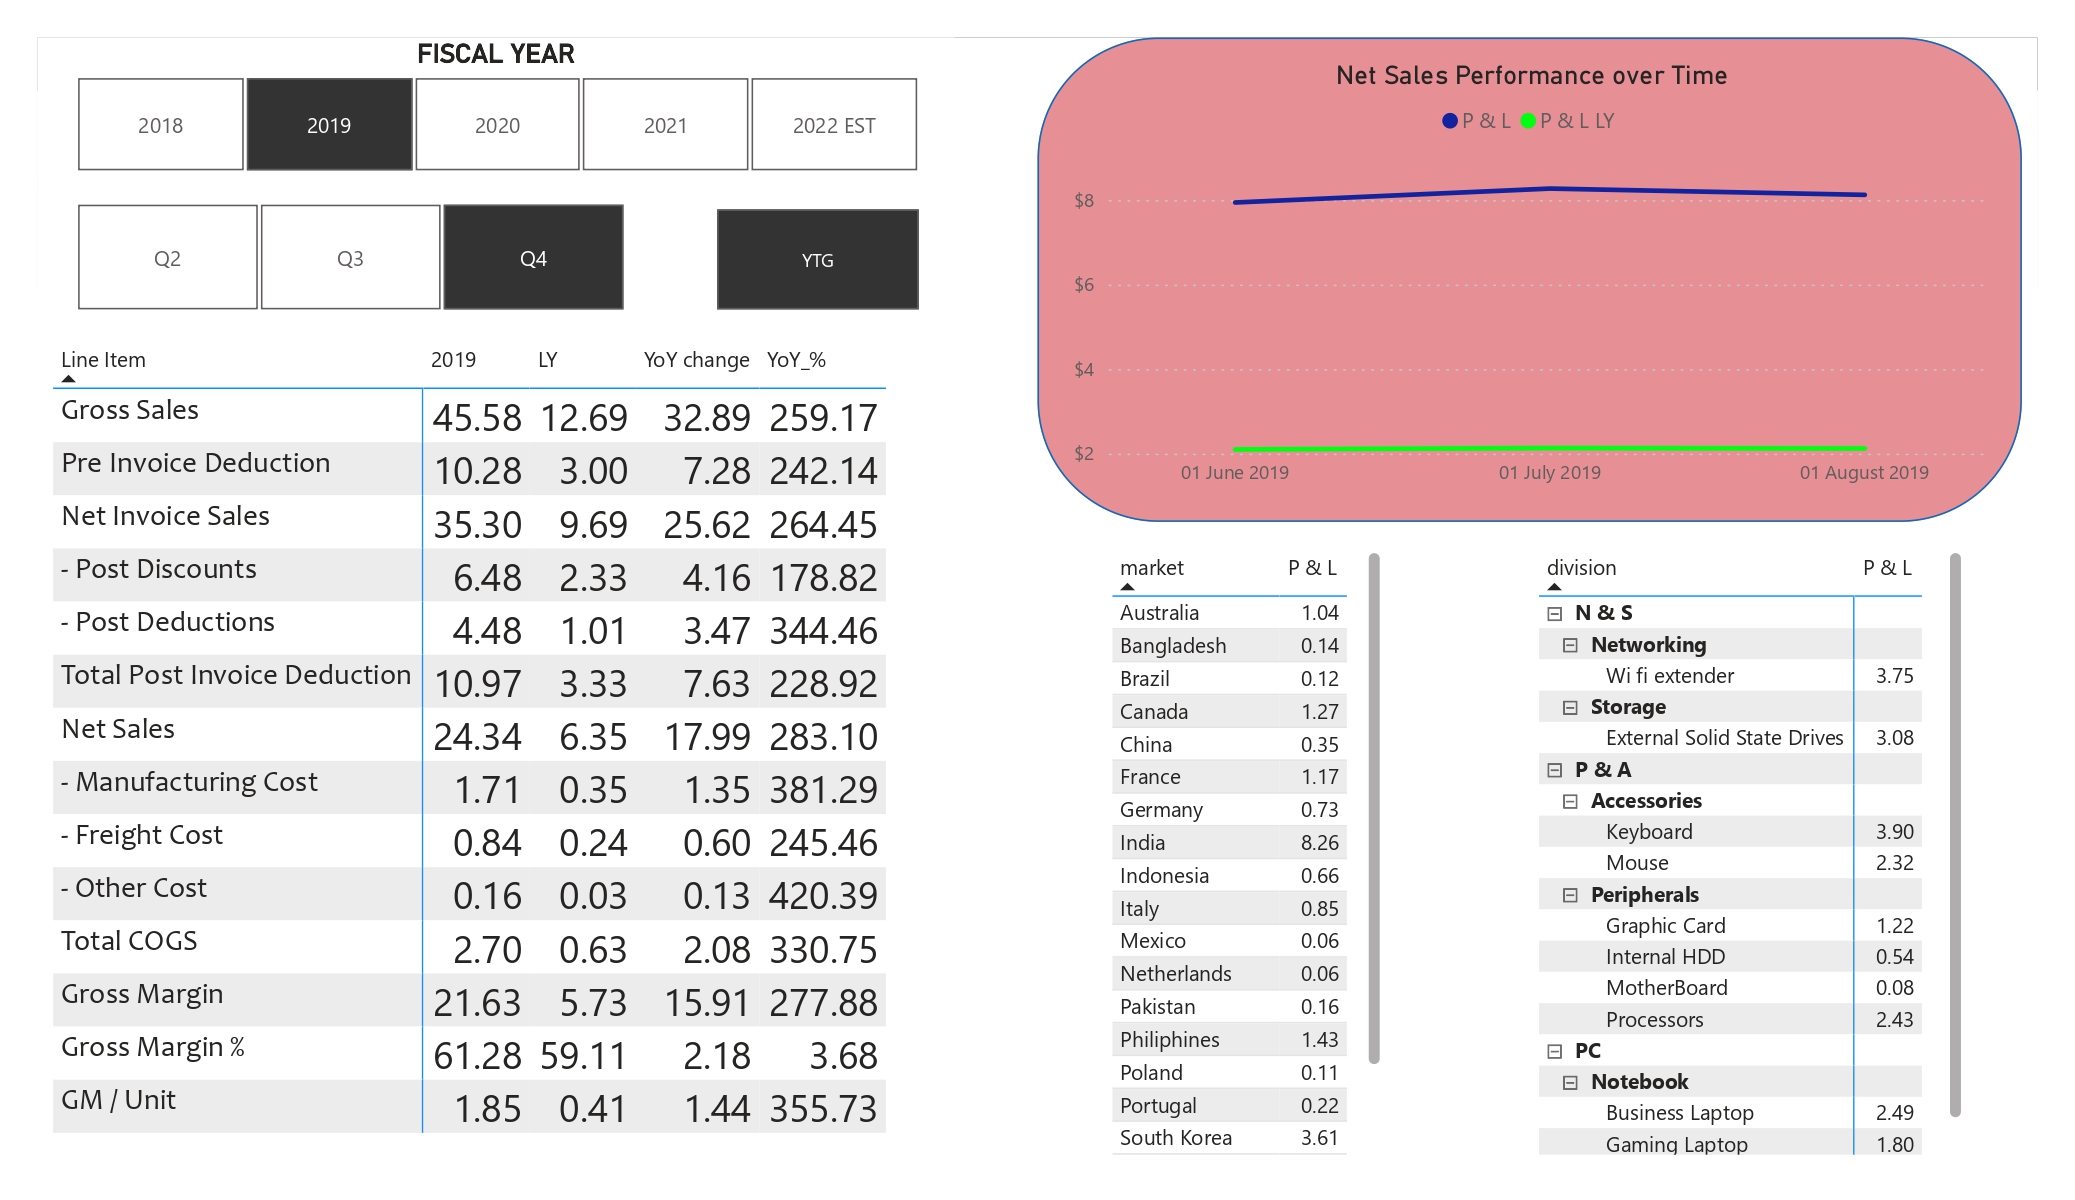 FISCAL YEAR
2018 2019 2020 2021 2022 EST
Q2 Q3 Q4 YTG
Line Item 2019 LY YoY change YoY_%
Gross Sales 45.58 12.69 32.89 259.17
Pre Invoice Deduction 10.28 3.00 7.28 242.14
Net Invoice Sales 35.30 9.69 25.62 264.45
- Post Discounts 6.48 2.33 4.16 178.82
- Post Deductions 4.48 1.01 3.47 344.46
Total Post Invoice Deduction 10.97 3.33 7.63 228.92
Net Sales 24.34 6.35 17.99 283.10
- Manufacturing Cost 1.71 0.35 1.35 381.29
- Freight Cost 0.84 0.24 0.60 245.46
- Other Cost 0.16 0.03 0.13 420.39
Total COGS 2.70 0.63 2.08 330.75
Gross Margin 21.63 5.73 15.91 277.88
Gross Margin % 61.28 59.11 2.18 3.68
GM / Unit 1.85 0.41 1.44 355.73
Net Sales Performance over Time
P & L P & L LY
$8
$6
$4
$2
01 June 2019 01 July 2019 01 August 2019
market P & L
Australia 1.04
Bangladesh 0.14
Brazil 0.12
Canada 1.27
China 0.35
France 1.17
Germany 0.73
India 8.26
Indonesia 0.66
Italy 0.85
Mexico 0.06
Netherlands 0.06
Pakistan 0.16
Philiphines 1.43
Poland 0.11
Portugal 0.22
South Korea 3.61
division P & L
N & S
Networking
Wi fi extender 3.75
Storage
External Solid State Drives 3.08
P & A
Accessories
Keyboard 3.90
Mouse 2.32
Peripherals
Graphic Card 1.22
Internal HDD 0.54
MotherBoard 0.08
Processors 2.43
PC
Notebook
Business Laptop 2.49
Gaming Laptop 1.80